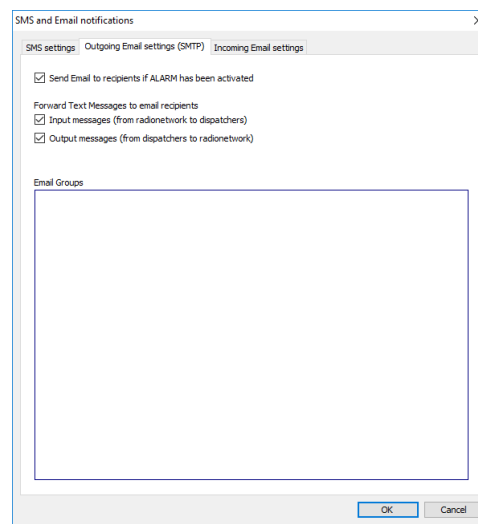 SMS and Email notifications
SMS settings Outgoing Email settings (SMTP) Incoming Email settings
Send Email to recipients if ALARM has been activated
Forward Text Messages to email recipients
Input messages (from radionetwork to dispatchers)
Output messages (from dispatchers to radionetwork)
Email Groups
OK Cancel